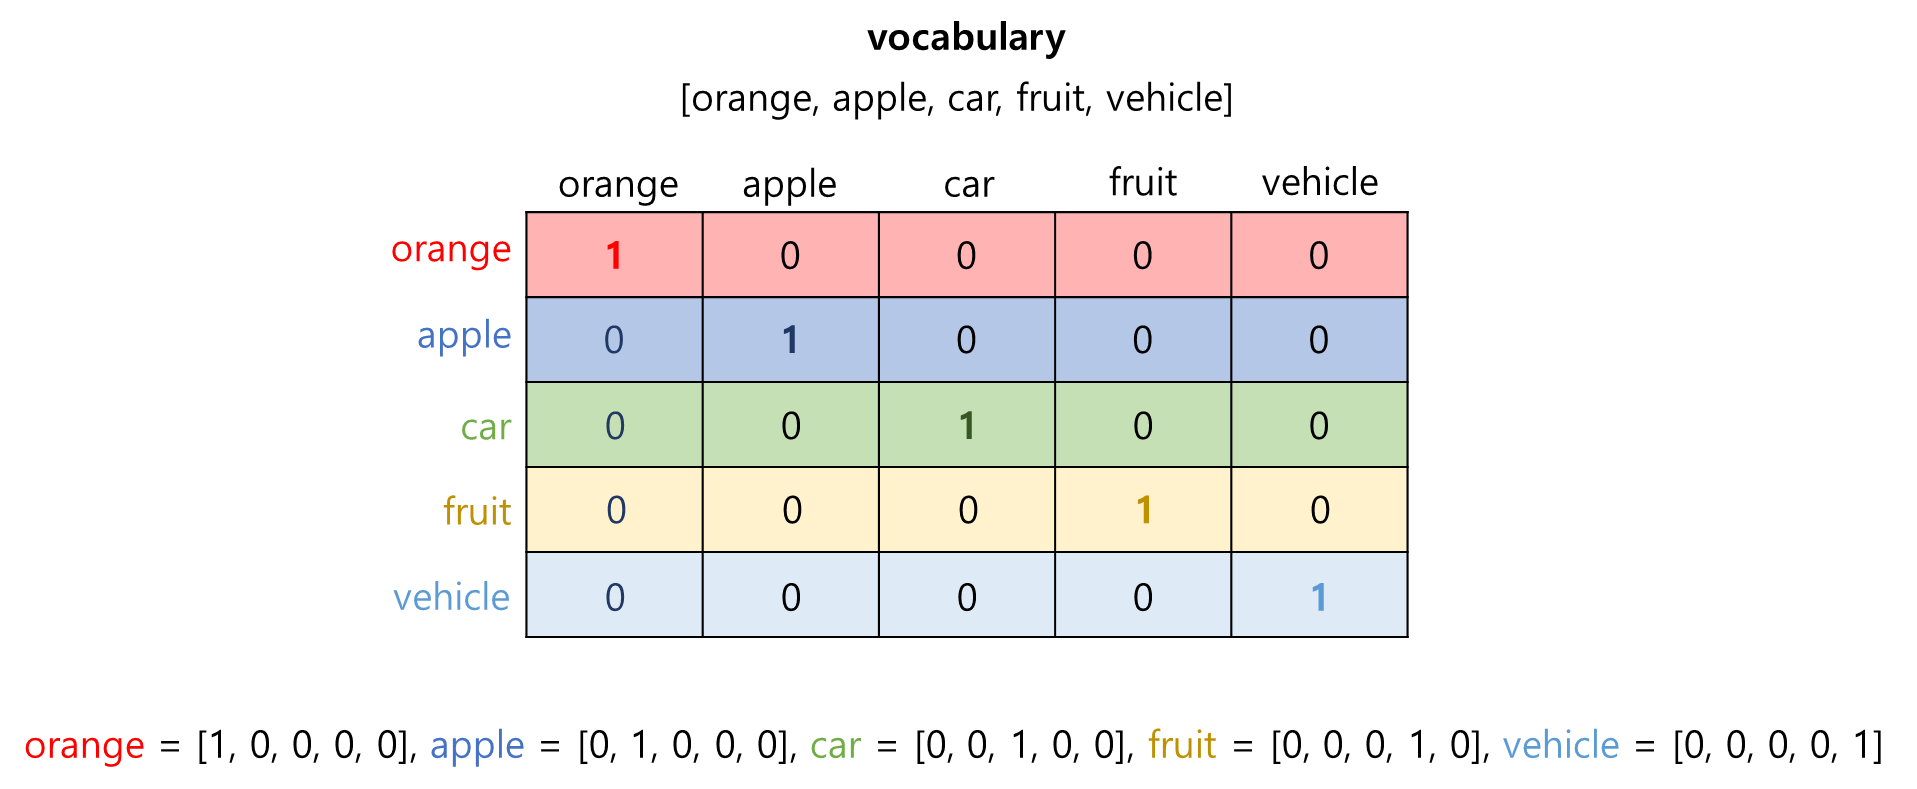 vocabulary
[orange, apple, car, fruit, vehicle]
orange apple car fruit vehicle
orange 1 0 0 0 0
apple 0 1 0 0 0
car 0 0 1 0 0
fruit 0 0 0 1 0
vehicle 0 0 0 0 1
orange = [1, 0, 0, 0, 0], apple = [0, 1, 0, 0, 0], car = [0, 0, 1, 0, 0], fruit = [0, 0, 0, 1, 0], vehicle = [0, 0, 0, 0, 1]